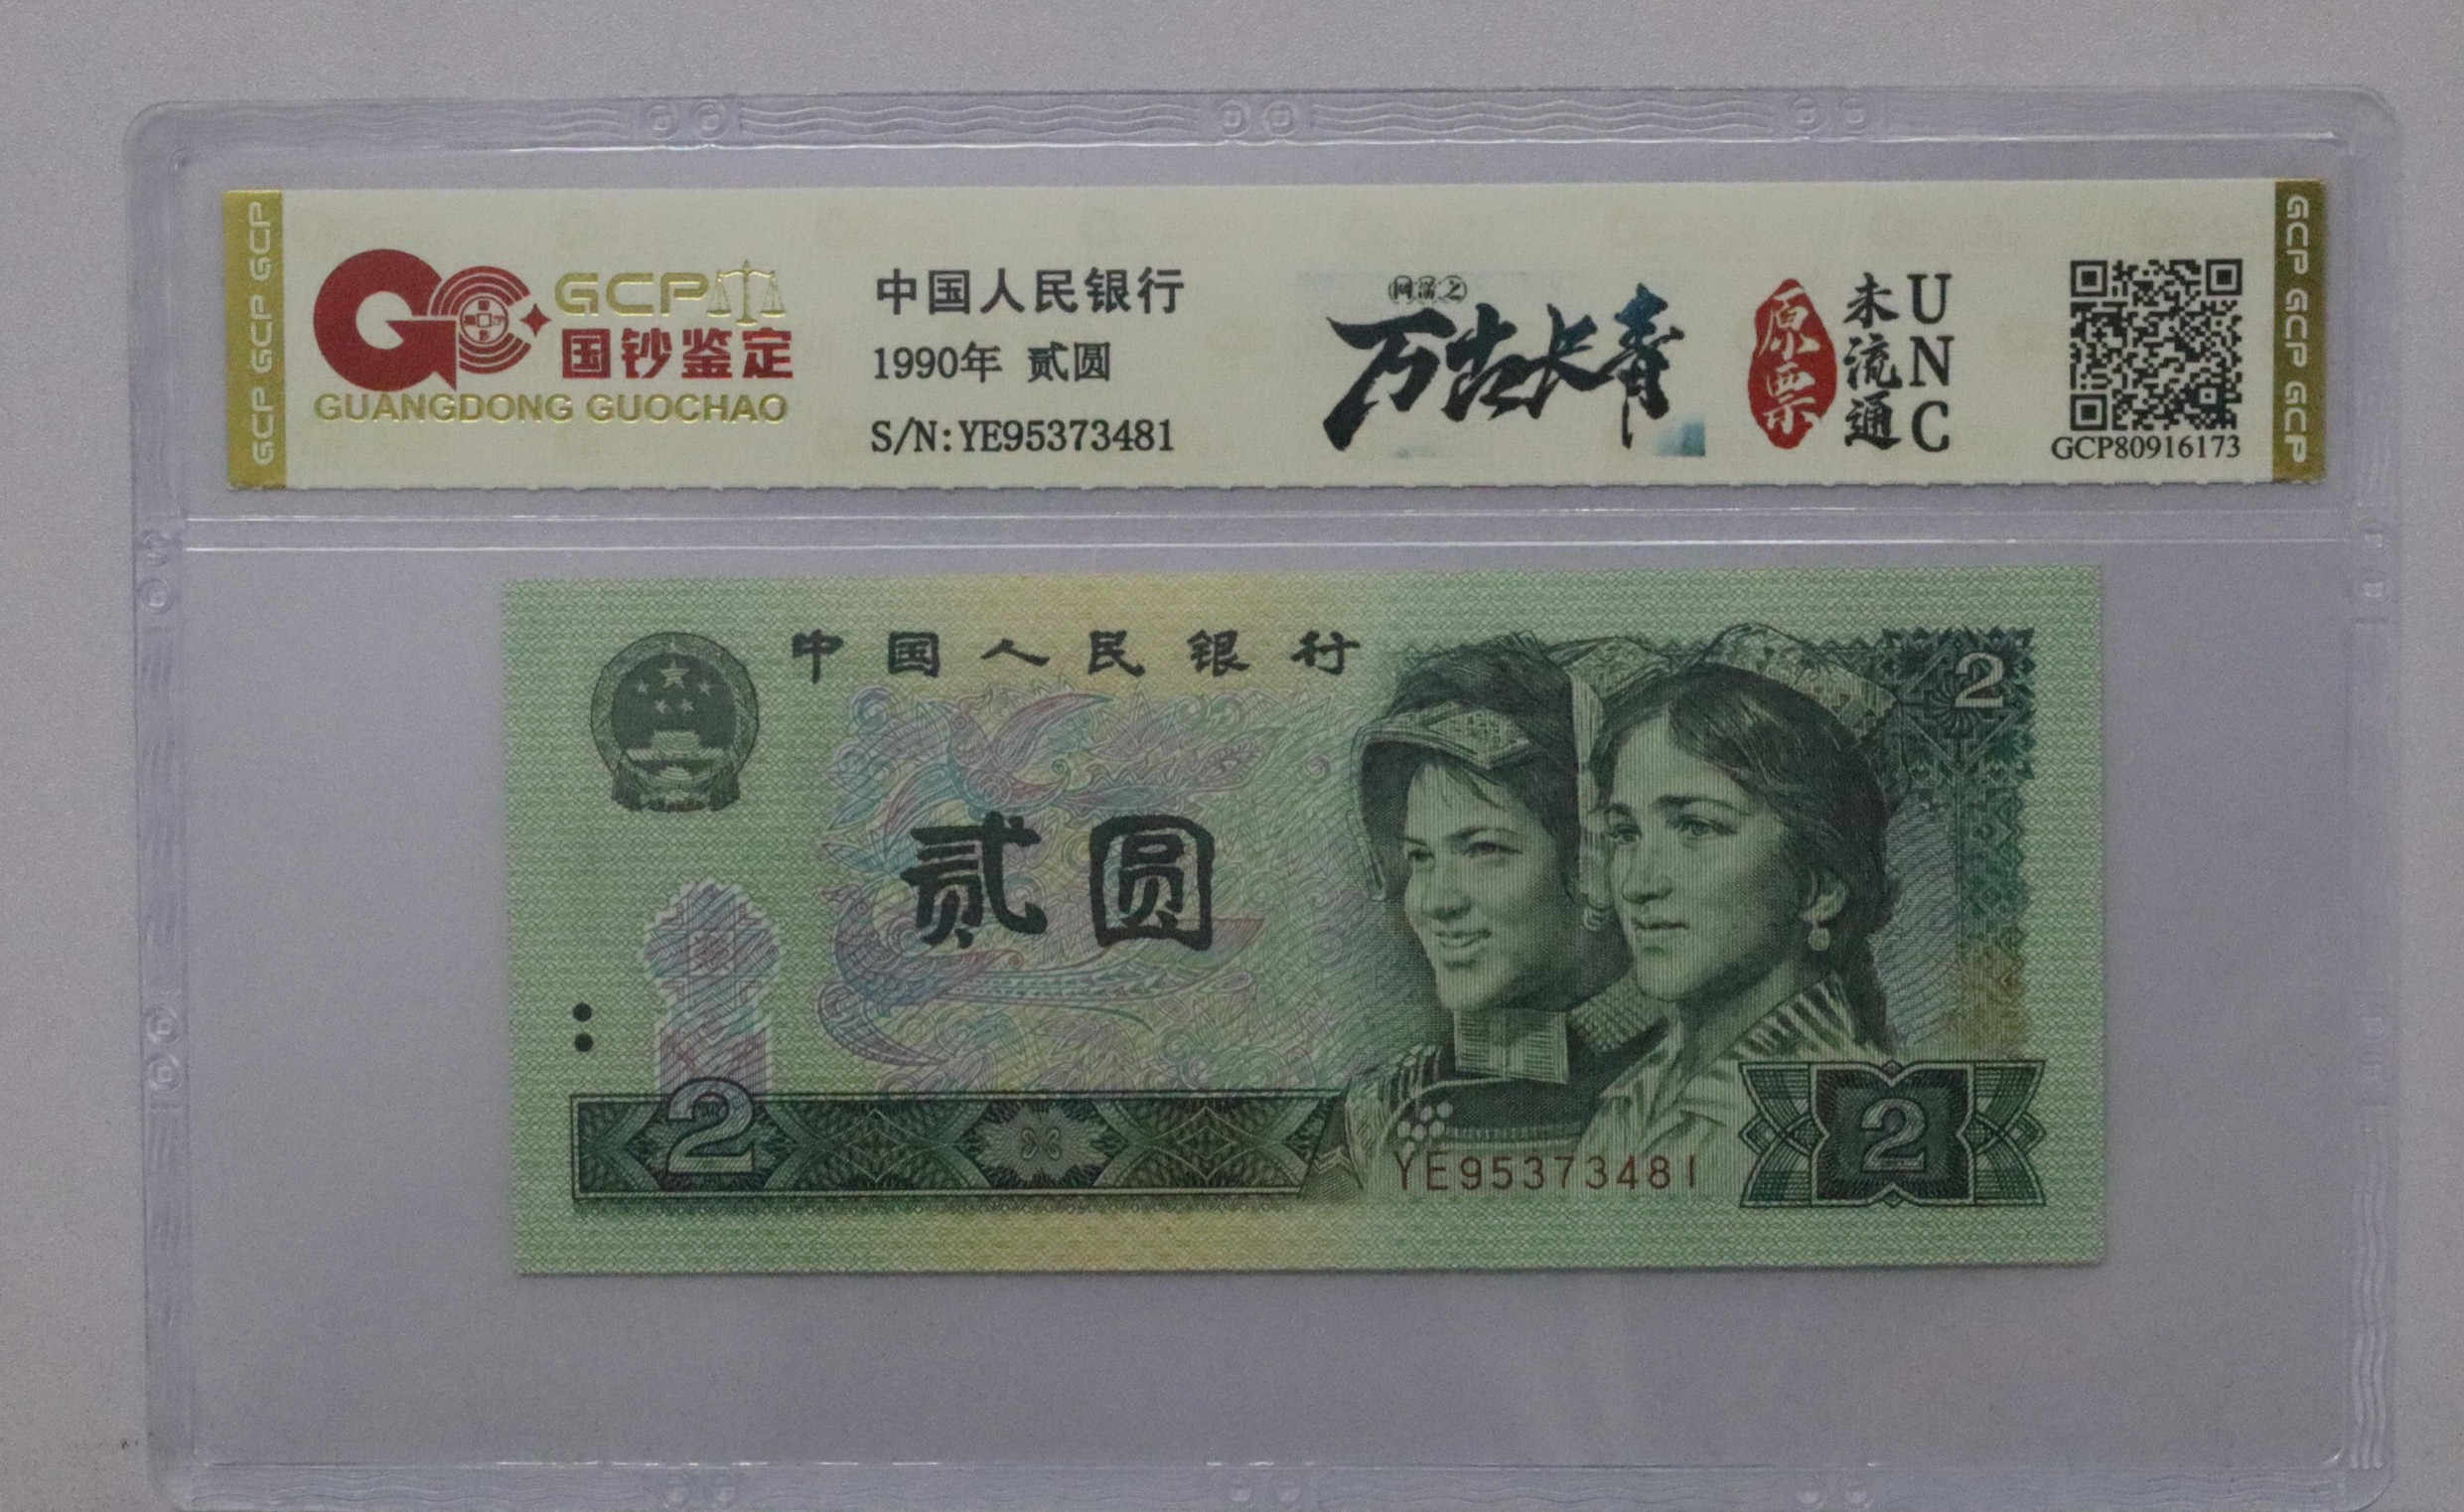 GCP GCP GCP
GCP
国钞鉴定
GUANGDONG GUOCHAO
中国人民银行
1990年 贰圆
S/N:YE95373481
万古长青
原票
未流通
UNC
GCP80916173
GCP GCP GCP
中国人民银行
2
贰圆
2
YE95373481
2